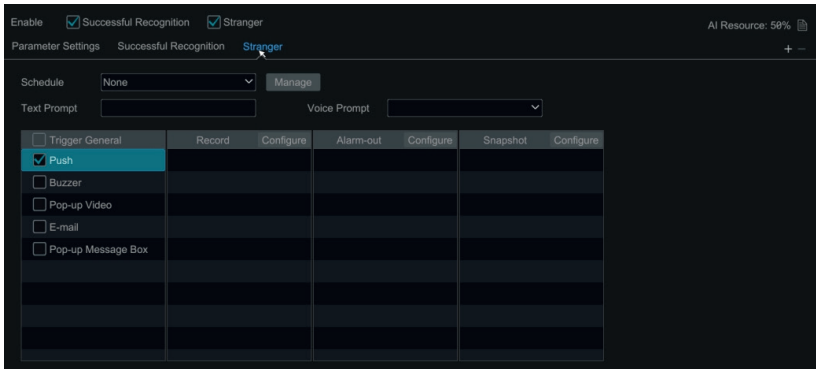 Enable Successful Recognition Stranger AI Resource: 50%
Parameter Settings Successful Recognition Stranger + −
Schedule None Manage
Text Prompt Voice Prompt
Trigger General Record Configure Alarm-out Configure Snapshot Configure
Push
Buzzer
Pop-up Video
E-mail
Pop-up Message Box